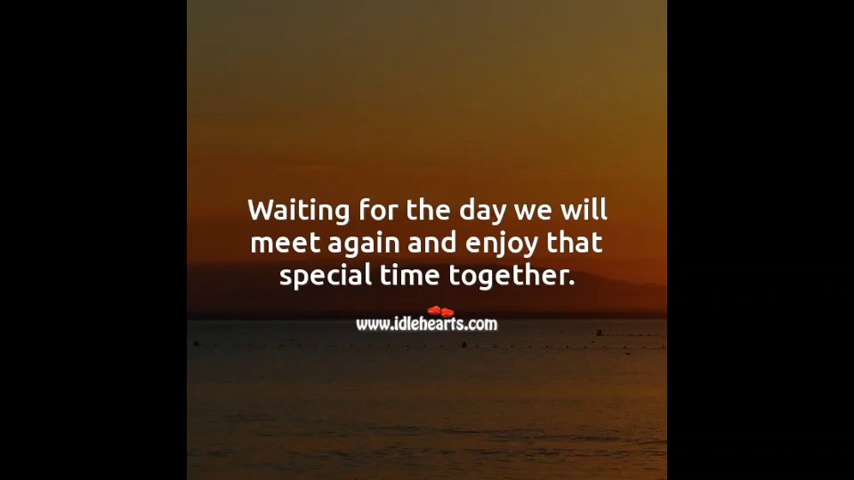 Waiting for the day we will
meet again and enjoy that
special time together.
www.idlehearts.com